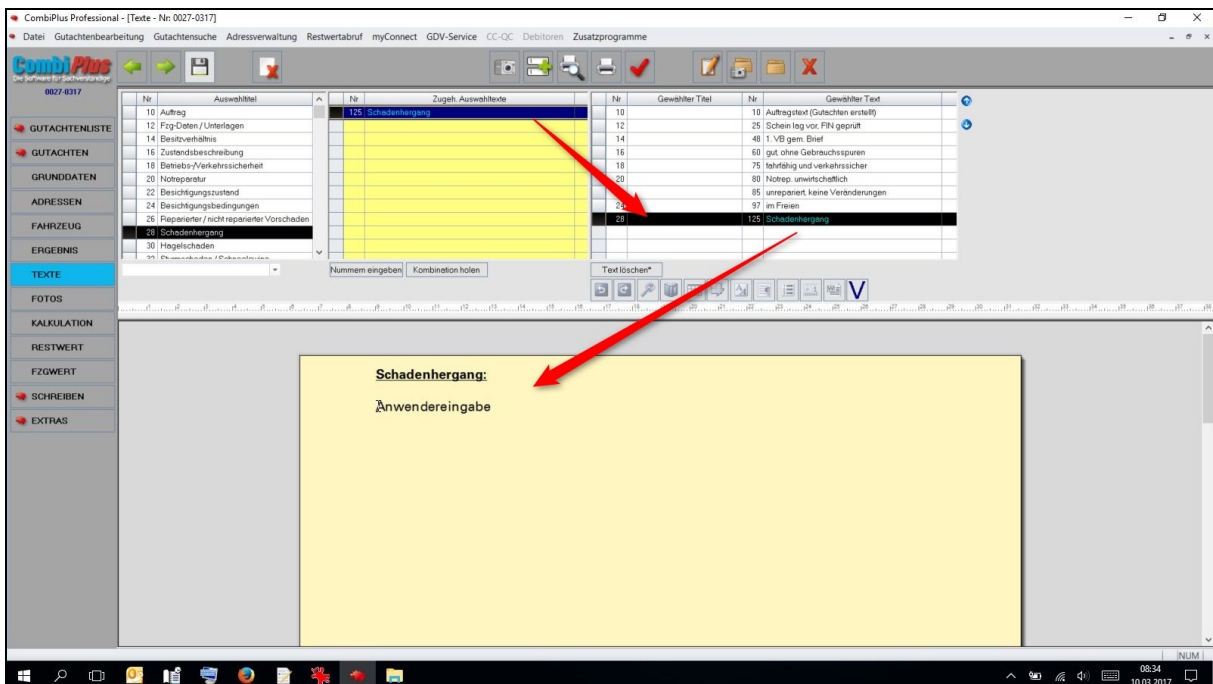 CombiPlus Professional - [Texte - Nr: 0027-0317]
Datei Gutachtenbearbeitung Gutachtensuche Adressverwaltung Restwertabruf myConnect GDV-Service CC-QC Debitoren Zusatzprogramme
CombiPlus
Die Software für Sachverständige
0027-0317
GUTACHTENLISTE
GUTACHTEN
GRUNDDATEN
ADRESSEN
FAHRZEUG
ERGEBNIS
TEXTE
FOTOS
KALKULATION
RESTWERT
FZGWERT
SCHREIBEN
EXTRAS
Nr Auswahltitel
10 Auftrag
12 Fzg-Daten / Unterlagen
14 Besitzverhältnis
16 Zustandsbeschreibung
18 Betriebs-/Verkehrssicherheit
20 Notreperatur
22 Besichtigungszustand
24 Besichtigungsbedingungen
26 Reparierter / nicht reparierter Vorschaden
28 Schadenhergang
30 Hagelschaden
Nr Zugeh. Auswahltexte
125 Schadenhergang
Nummern eingeben Kombination holen
Nr Gewählter Titel Nr Gewählter Text
10 10 Auftragstext (Gutachten erstellt)
12 25 Schein lag vor, FIN geprüft
14 48 1. VB gem. Brief
16 60 gut, ohne Gebrauchsspuren
18 75 fahrfähig und verkehrssicher
20 80 Notrep. unwirtschaftlich
85 unrepariert, keine Veränderungen
24 97 im Freien
28 125 Schadenhergang
Text löschen*
V
Schadenhergang:
Anwendereingabe
NUM
08:34
10.03.2017